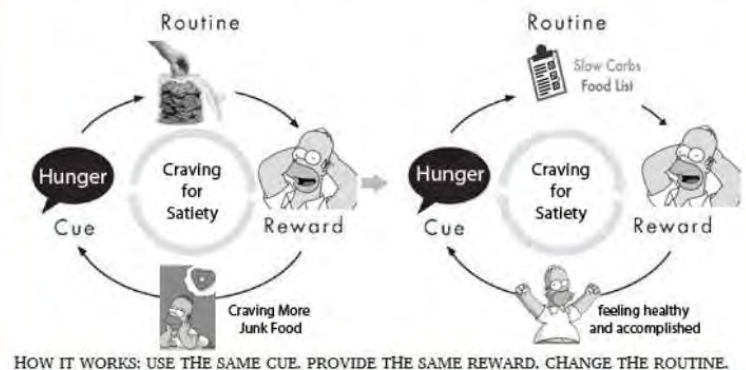 Routine
Hunger
Cue
Craving
for
Satiety
Reward
Craving More
Junk Food
Routine
Slow Carbs
Food List
Hunger
Cue
Craving
for
Satiety
Reward
feeling healthy
and accomplished
HOW IT WORKS: USE THE SAME CUE. PROVIDE THE SAME REWARD. CHANGE THE ROUTINE.